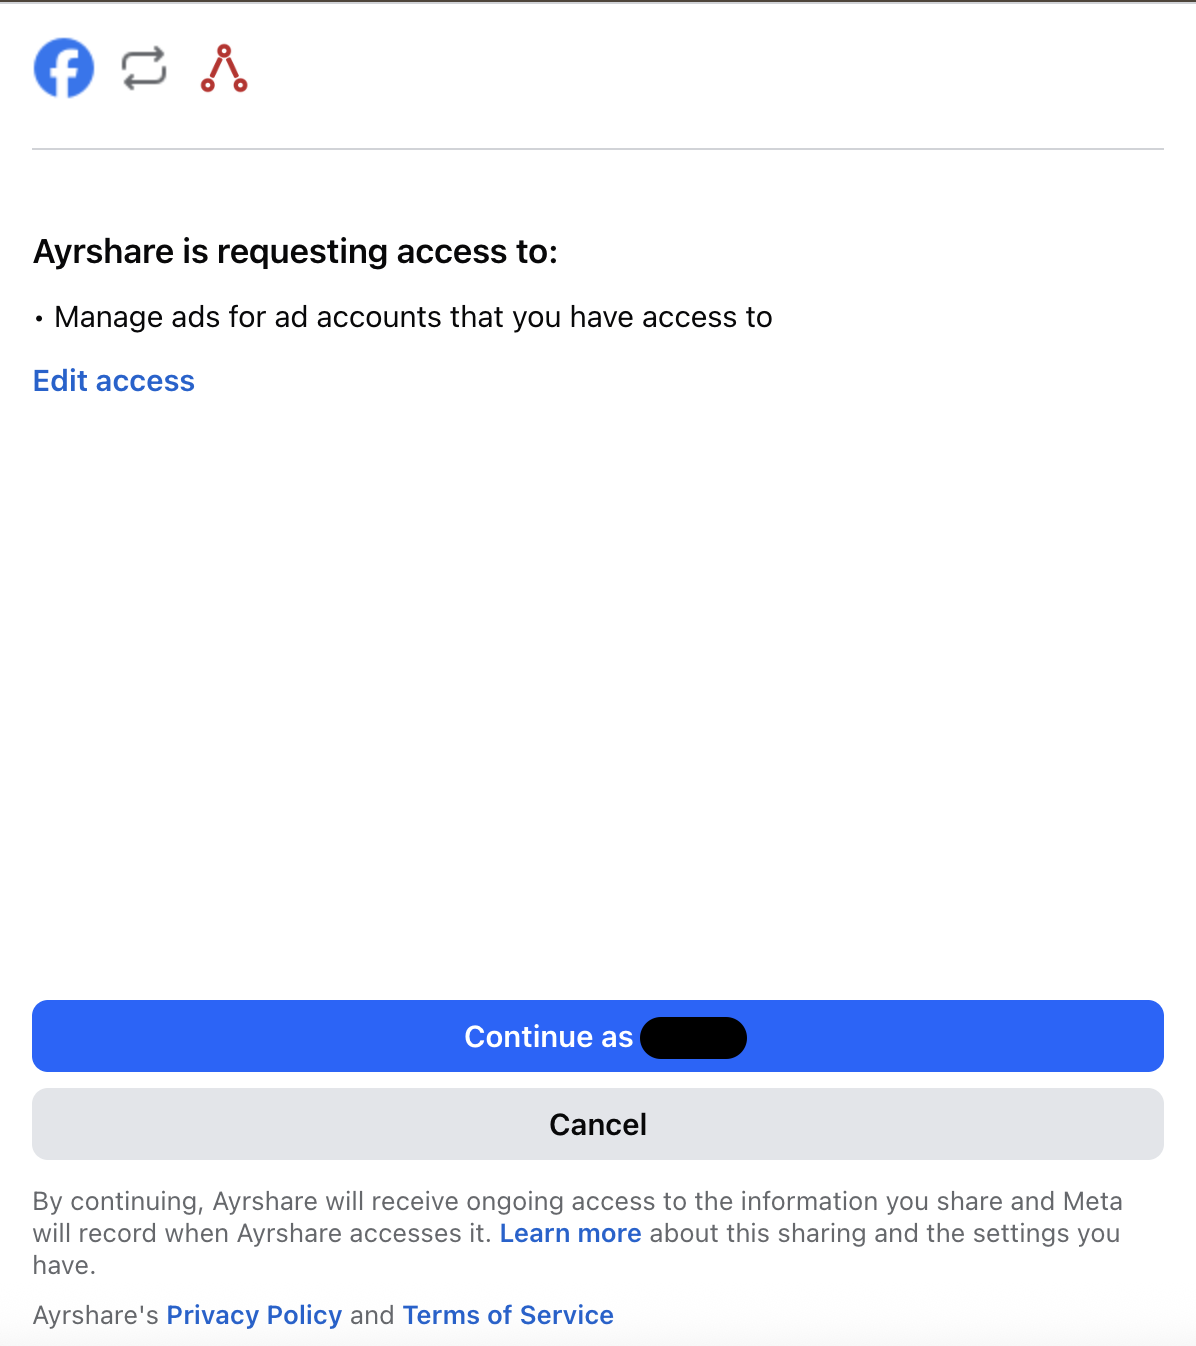 Ayrshare is requesting access to:
• Manage ads for ad accounts that you have access to
Edit access
Continue as
Cancel
By continuing, Ayrshare will receive ongoing access to the information you share and Meta
will record when Ayrshare accesses it. Learn more about this sharing and the settings you
have.
Ayrshare's Privacy Policy and Terms of Service